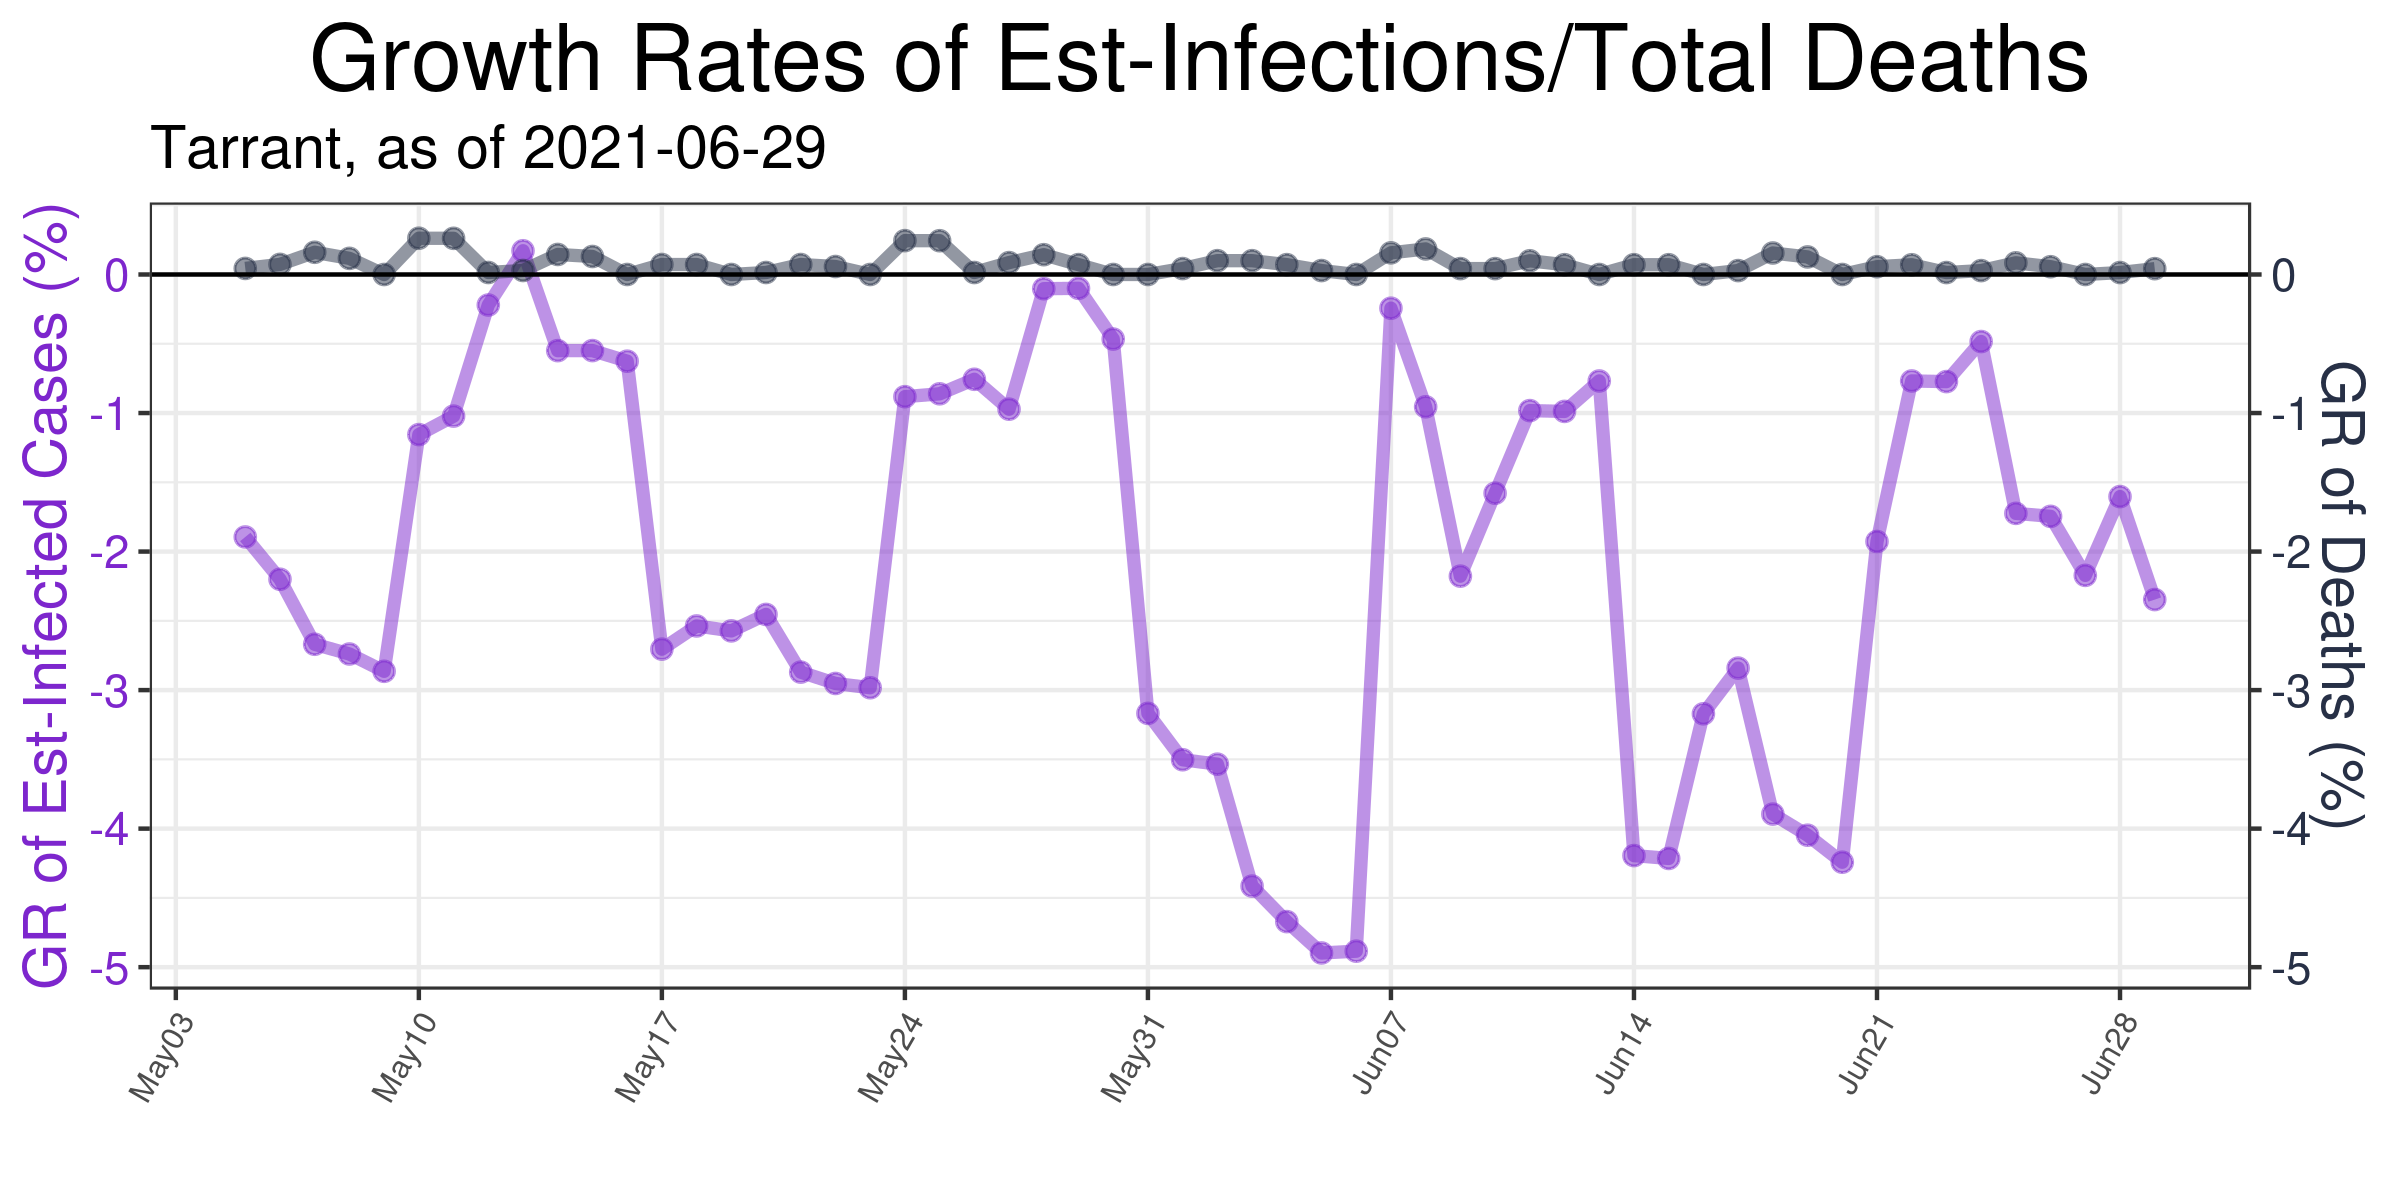 Growth Rates of Est-Infections/Total Deaths
Tarrant, as of 2021-06-29
GR of Est-Infected Cases (%)
0
-1
-2
-3
-4
-5
0
-1
-2
-3
-4
-5
GR of Deaths (%)
May03
May10
May17
May24
May31
Jun07
Jun14
Jun21
Jun28